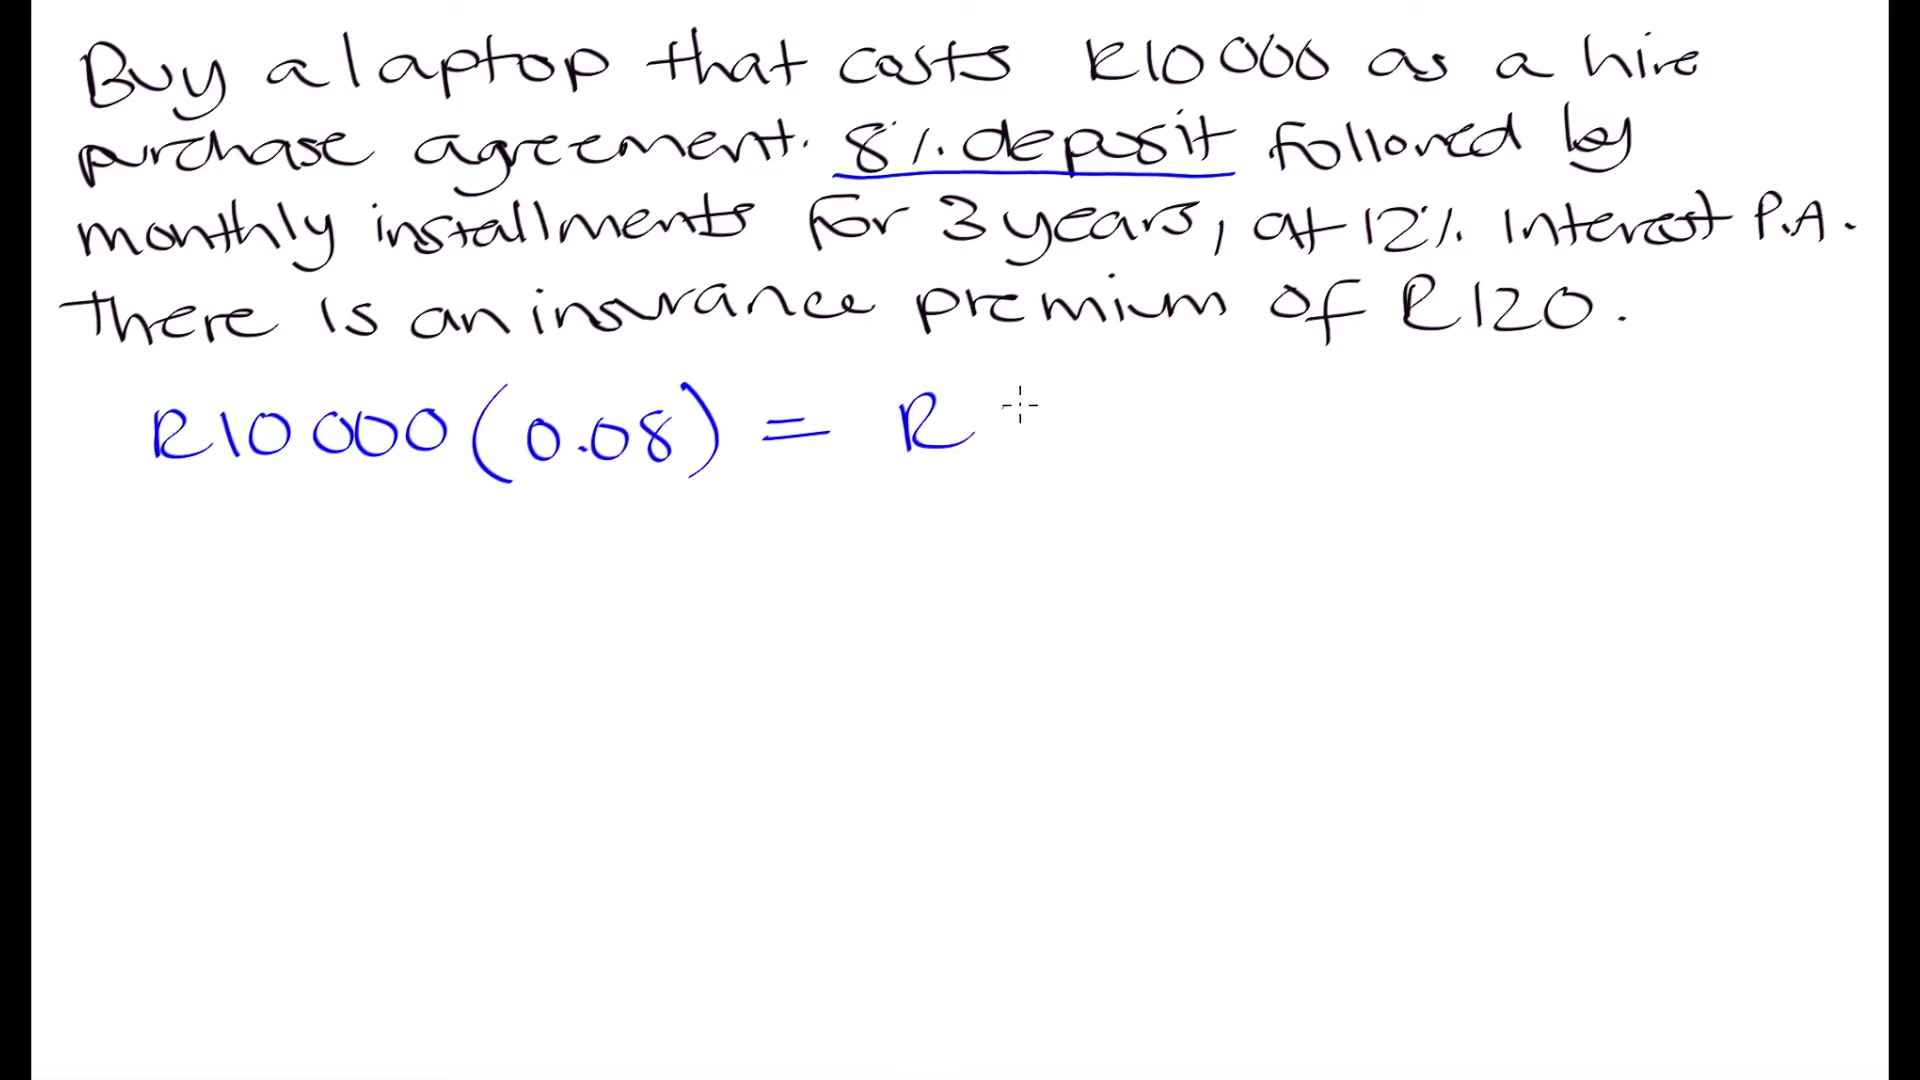 Buy a laptop that costs R10 000 as a hire
purchase agreement. 8% deposit followed by
monthly installments for 3 years, at 12% interest P.A.
There is an insurance premium of R120.
R10 000 (0.08) = R